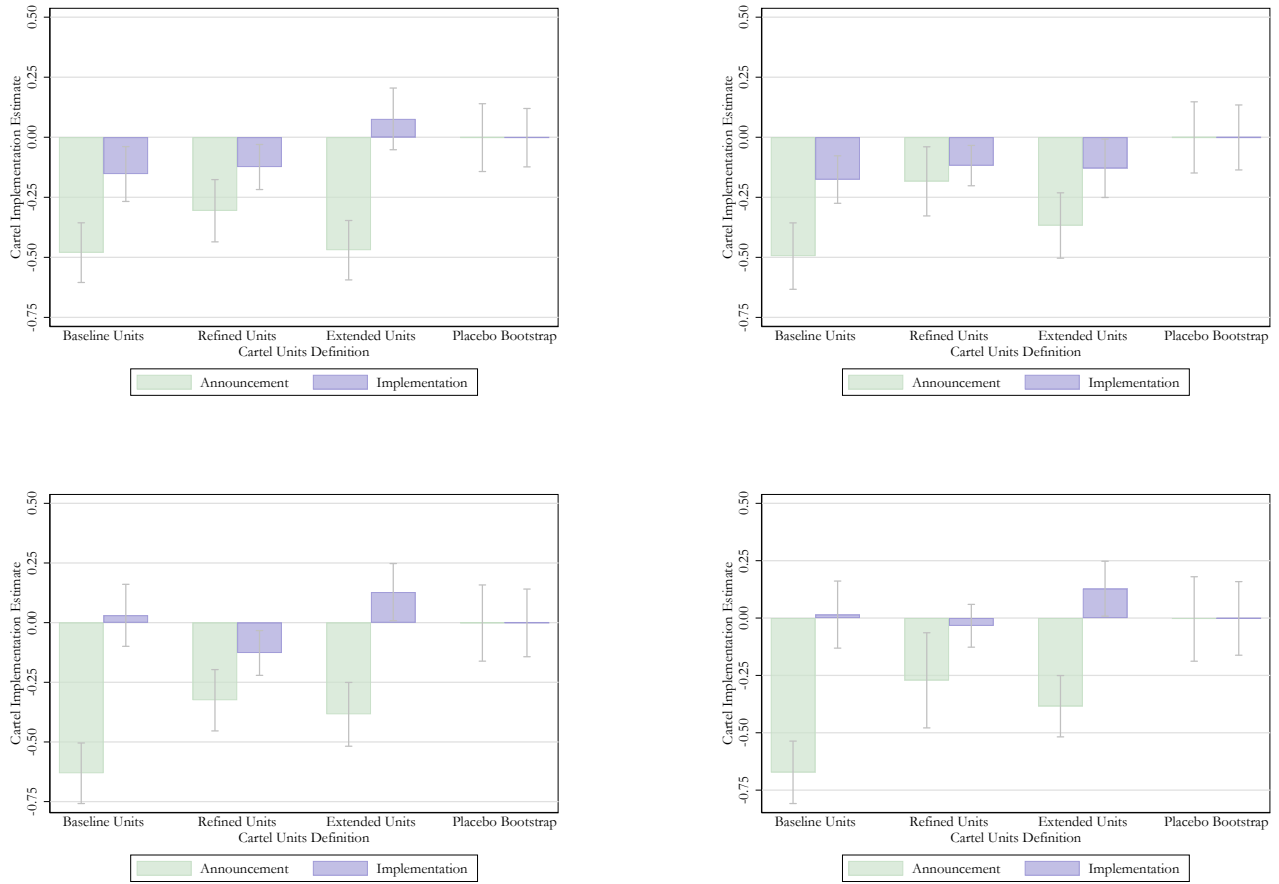 Cartel Implementation Estimate
0.50
0.25
0.00
-0.25
-0.50
-0.75
Baseline Units Refined Units Extended Units Placebo Bootstrap
Cartel Units Definition
Announcement Implementation
Cartel Implementation Estimate
0.50
0.25
0.00
-0.25
-0.50
-0.75
Baseline Units Refined Units Extended Units Placebo Bootstrap
Cartel Units Definition
Announcement Implementation
Cartel Implementation Estimate
0.50
0.25
0.00
-0.25
-0.50
-0.75
Baseline Units Refined Units Extended Units Placebo Bootstrap
Cartel Units Definition
Announcement Implementation
Cartel Implementation Estimate
0.50
0.25
0.00
-0.25
-0.50
-0.75
Baseline Units Refined Units Extended Units Placebo Bootstrap
Cartel Units Definition
Announcement Implementation